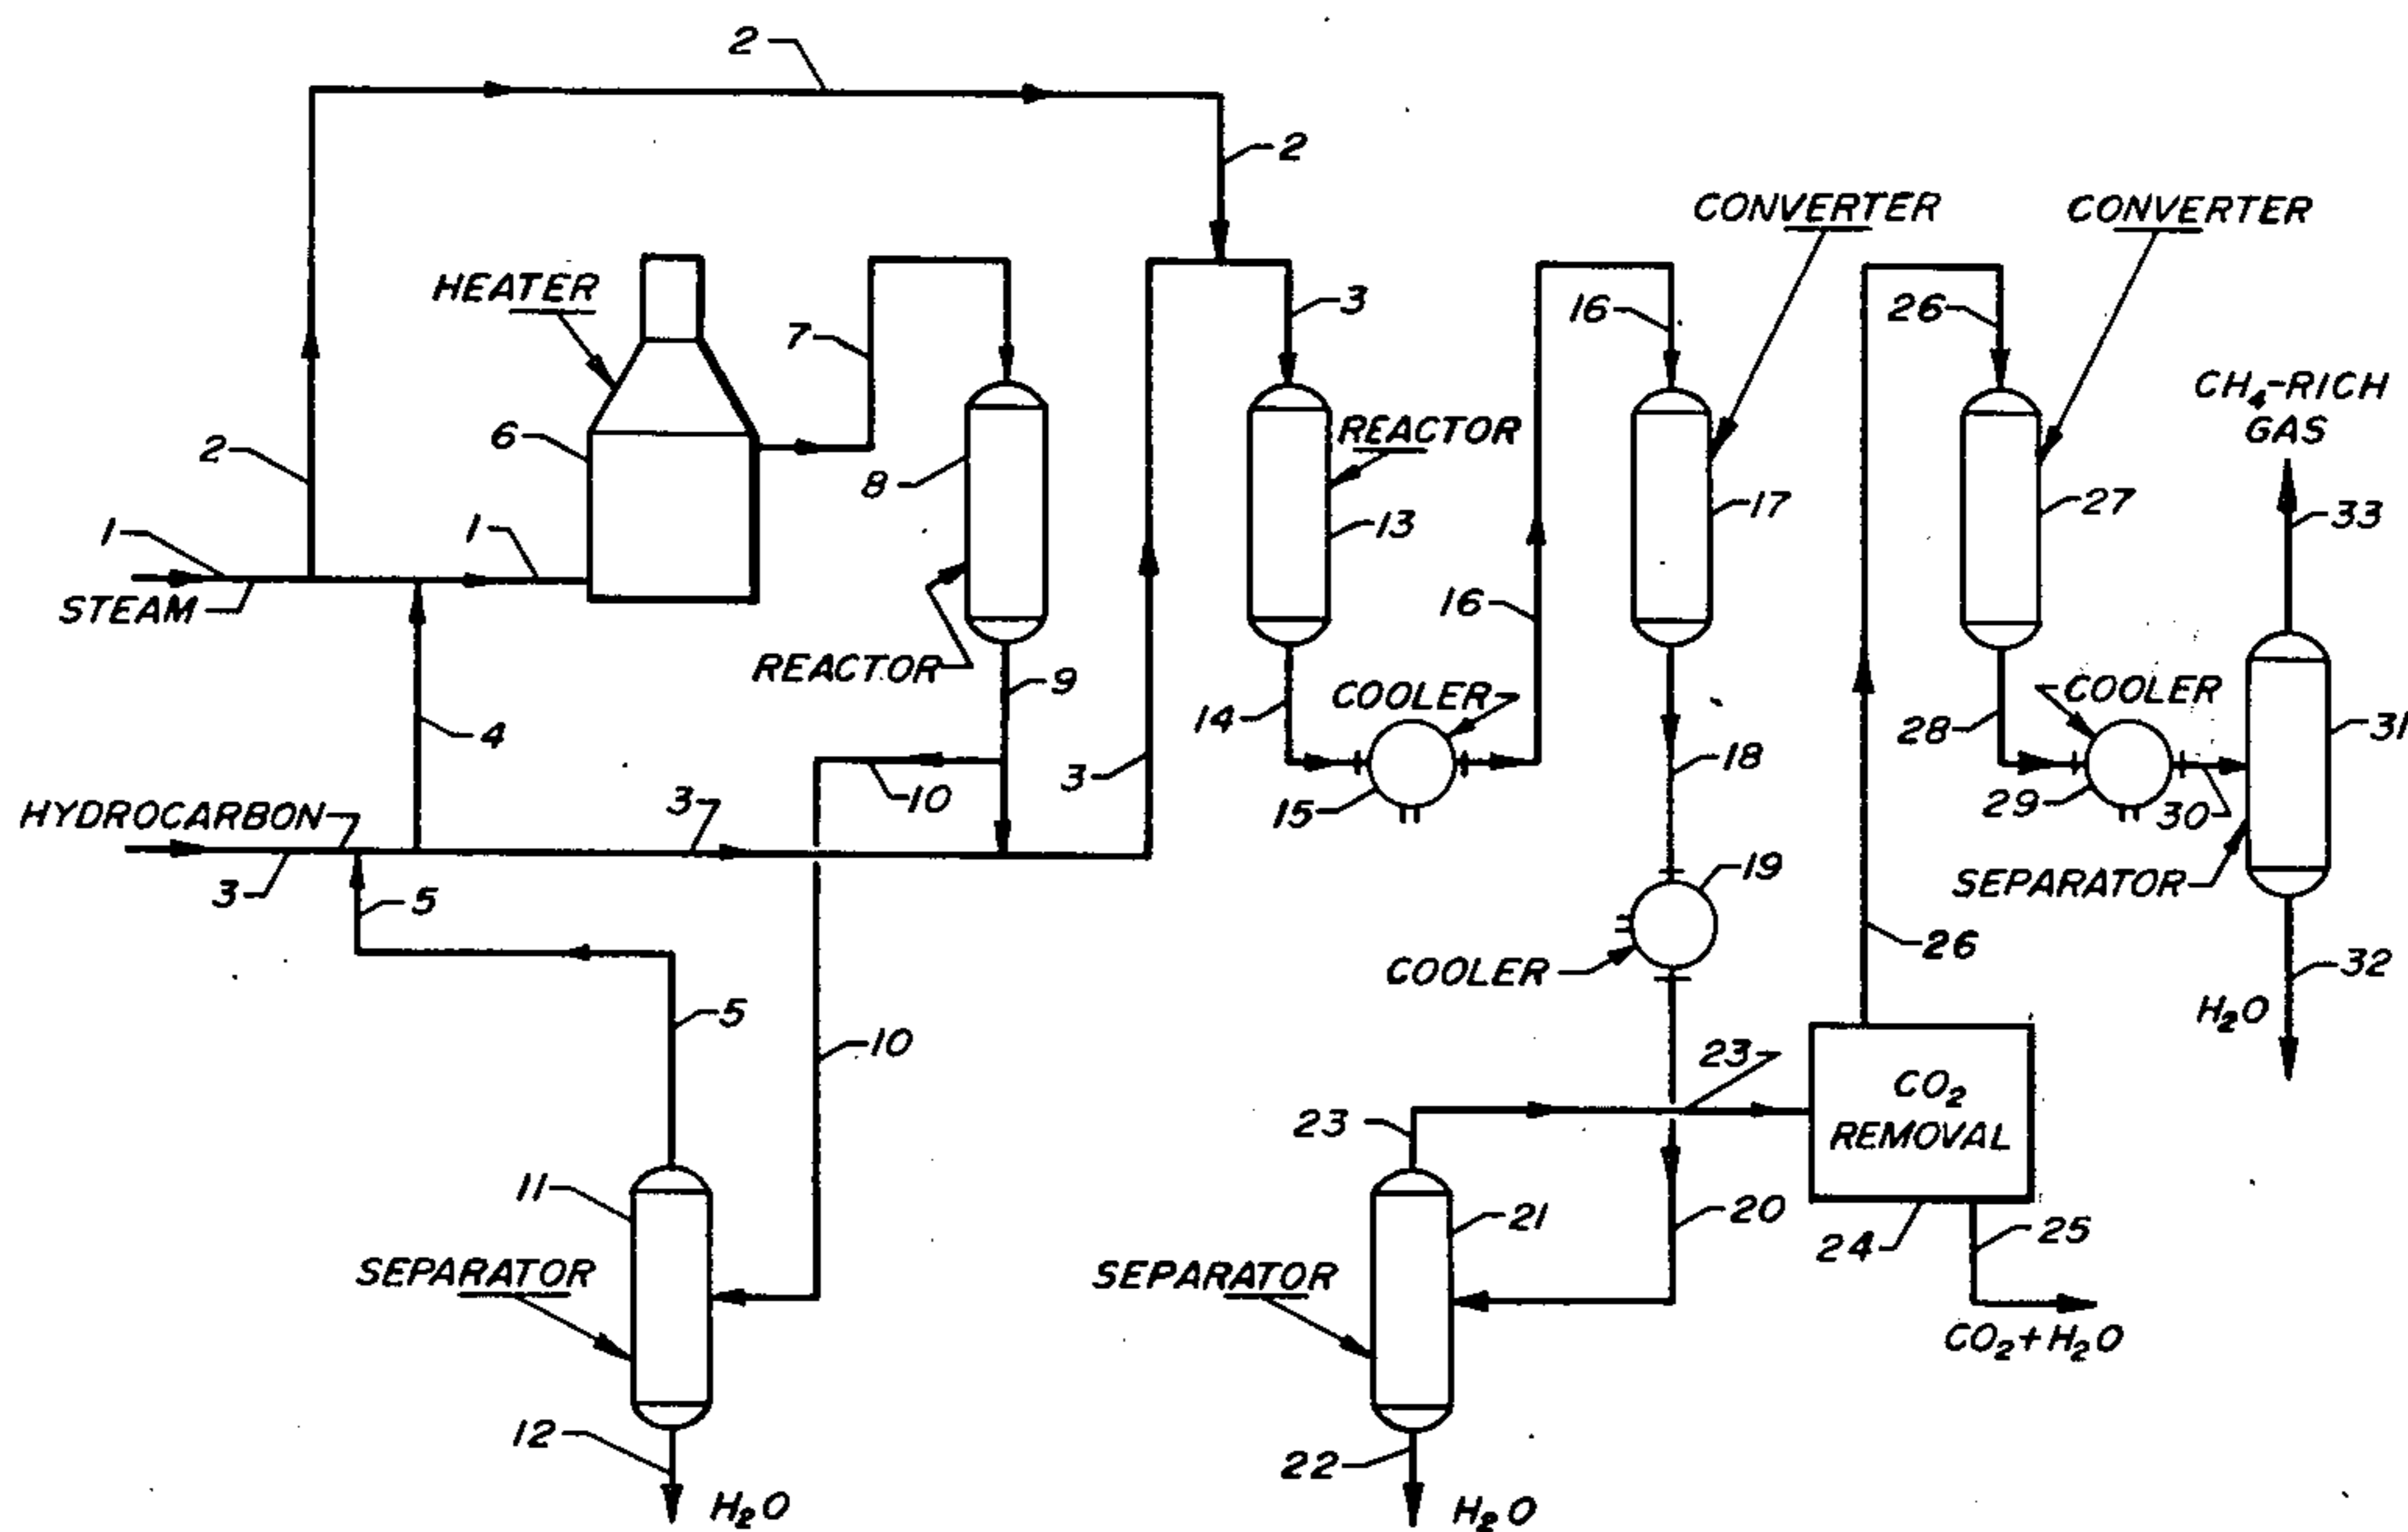 2
2
CONVERTER
CONVERTER
HEATER
7
3
16
26
CH4-RICH
GAS
2
6
8
REACTOR
13
17
27
33
1
1
STEAM
REACTOR
9
16
COOLER
COOLER
14
28
31
4
10
3
15
18
29
30
HYDROCARBON
3
3
5
19
SEPARATOR
COOLER
26
32
H2O
5
10
23
23
CO2
REMOVAL
11
21
20
24
25
SEPARATOR
SEPARATOR
CO2+H2O
12
H2O
22
H2O